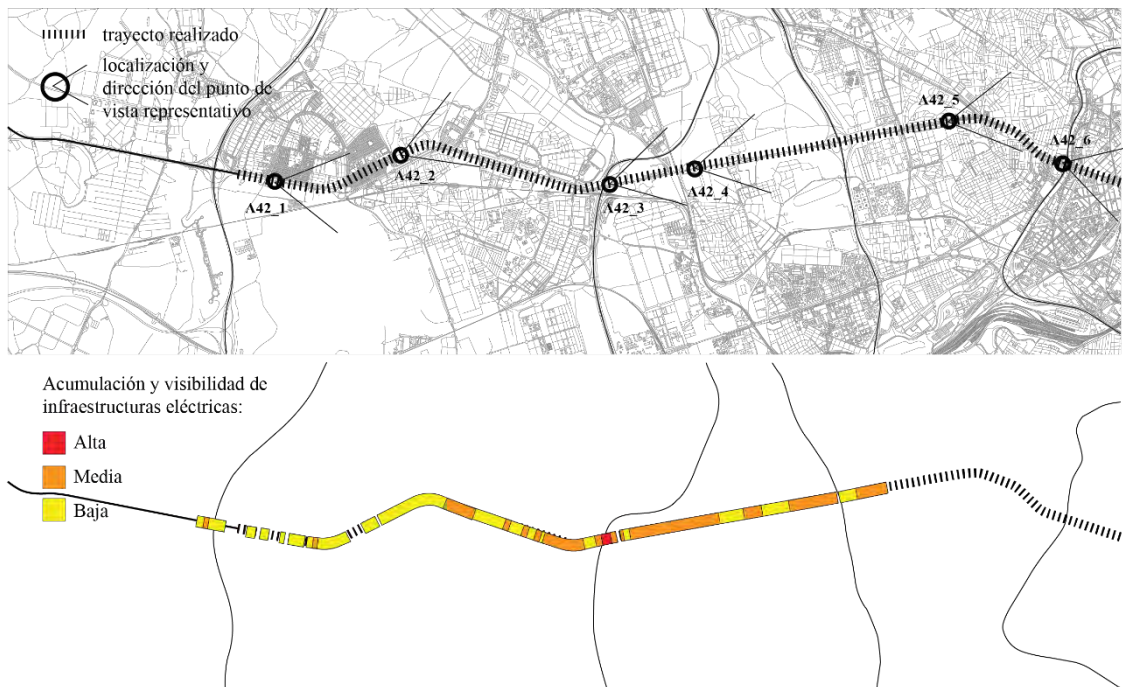 trayecto realizado
localización y
dirección del punto de
vista representativo
A42_1
A42_2
A42_3
A42_4
A42_5
A42_6
Acumulación y visibilidad de
infraestructuras eléctricas:
Alta
Media
Baja